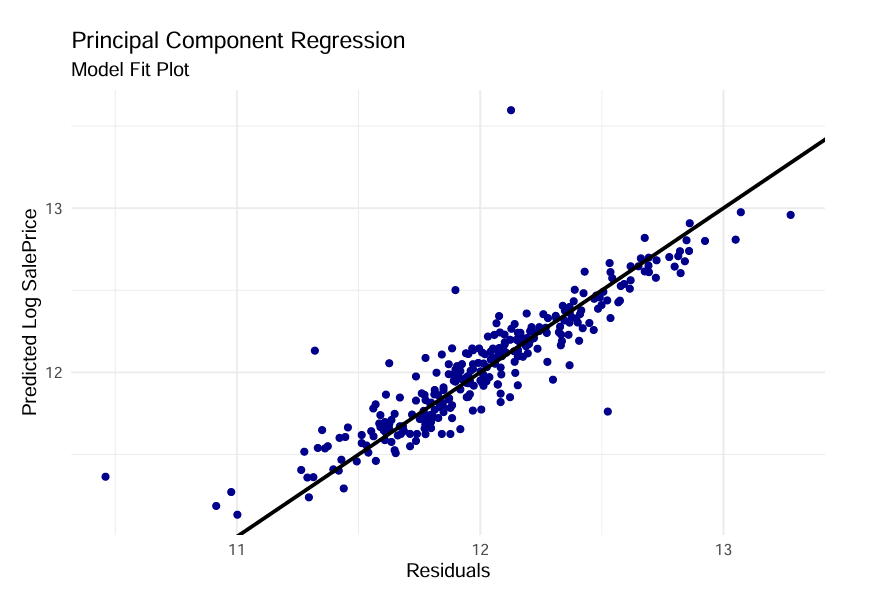 Principal Component Regression
Model Fit Plot
Predicted Log SalePrice
13
12
11
12
13
Residuals